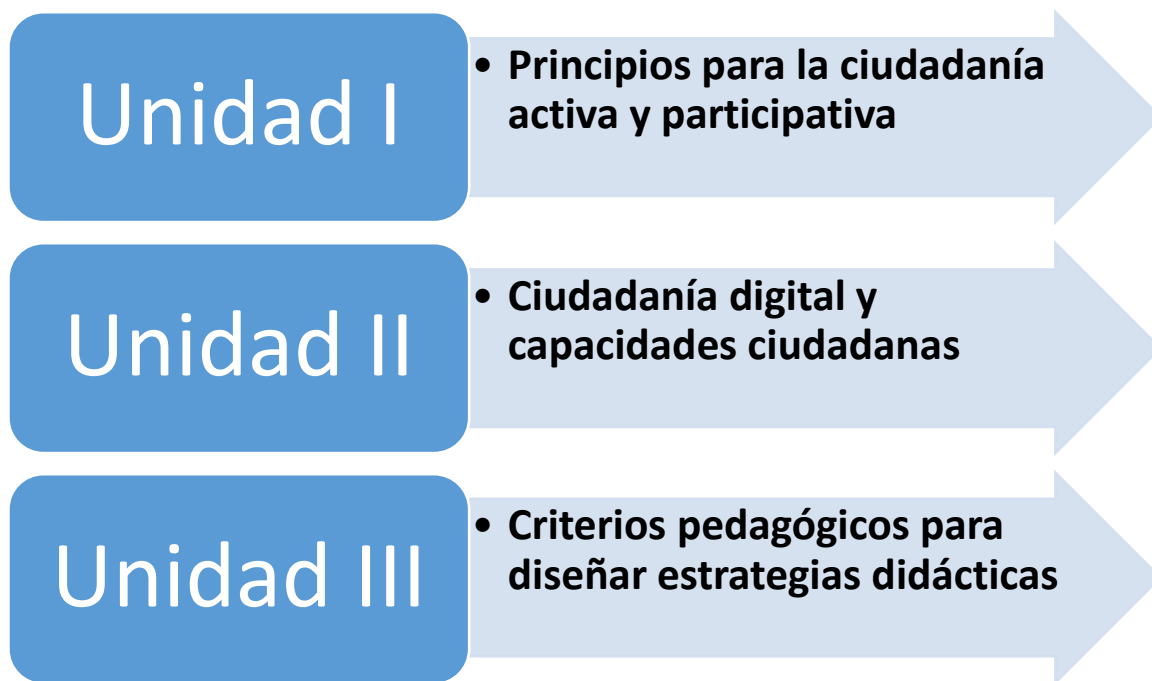 Unidad I
• Principios para la ciudadanía
activa y participativa
Unidad II
• Ciudadanía digital y
capacidades ciudadanas
Unidad III
• Criterios pedagógicos para
diseñar estrategias didácticas